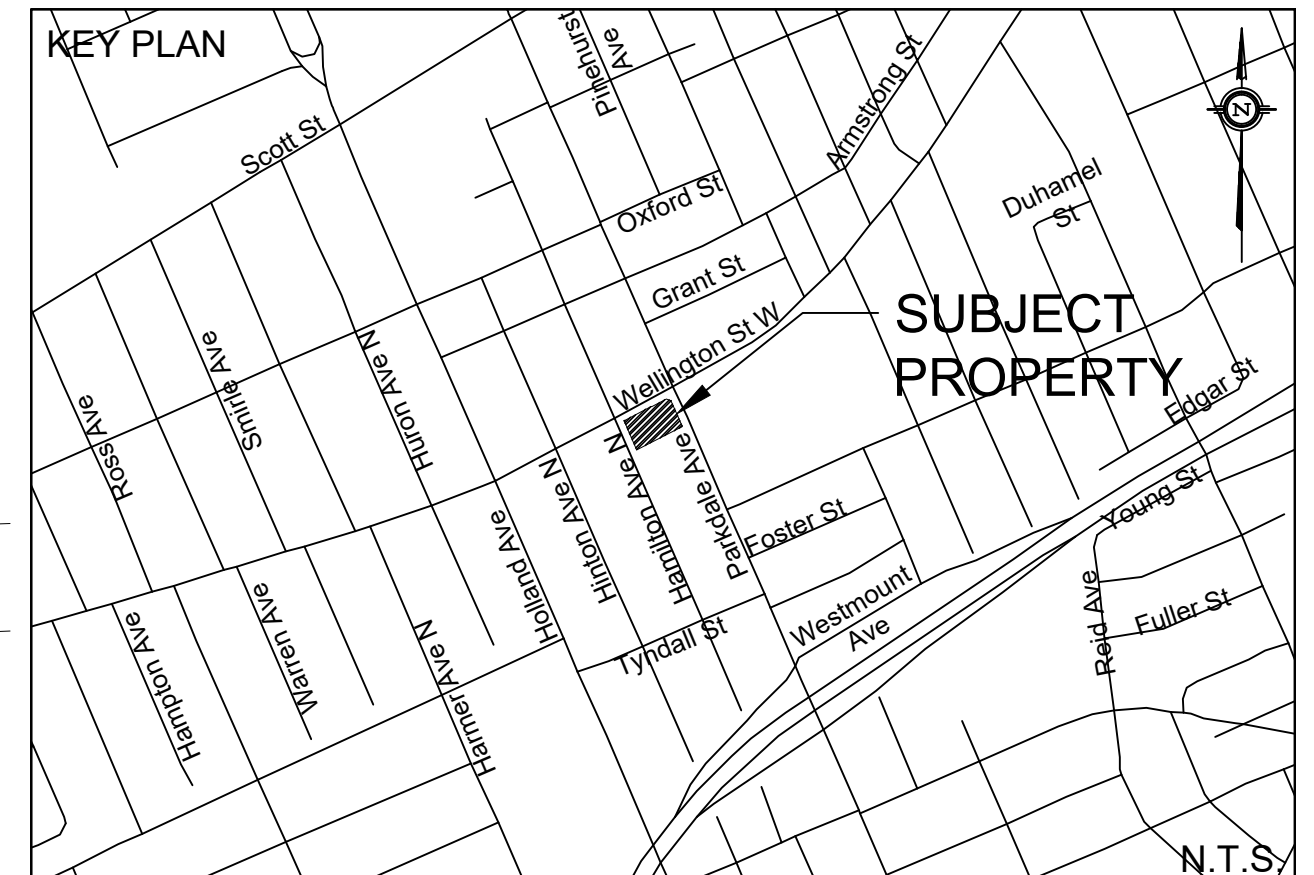 KEY PLAN
Pinehurst
Ave
Armstrong St
Scott St
N
Oxford St
Duhamel
St
Grant St
SUBJECT
PROPERTY
Wellington St W
Smirle Ave
Huron Ave N
Ross Ave
Edgar St
Hinton Ave N
Hamilton Ave N
Parkdale Ave
Holland Ave
Foster St
Young St
Westmount
Ave
Reid Ave
Fuller St
Tyndall St
Hampton Ave
Warren Ave
Harmer Ave N
N.T.S.